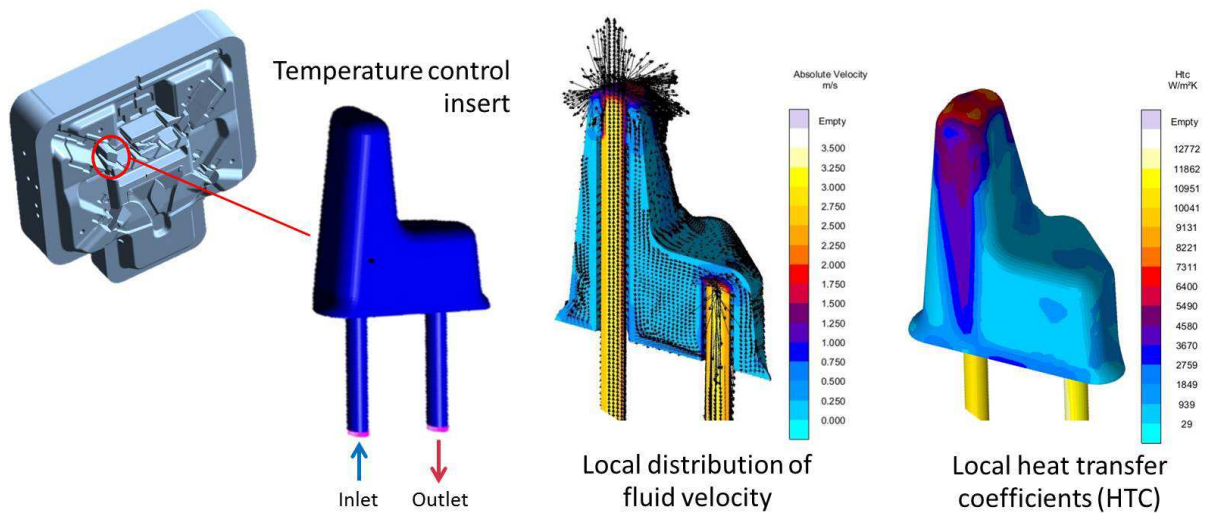 Temperature control
insert
Inlet
Outlet
Absolute Velocity
m/s
Empty
3.500
3.250
3.000
2.750
2.500
2.250
2.000
1.750
1.500
1.250
1.000
0.750
0.500
0.250
0.000
Local distribution of
fluid velocity
Htc
W/m²K
Empty
12772
11862
10951
10041
9131
8221
7311
6400
5490
4580
3670
2759
1849
939
29
Local heat transfer
coefficients (HTC)